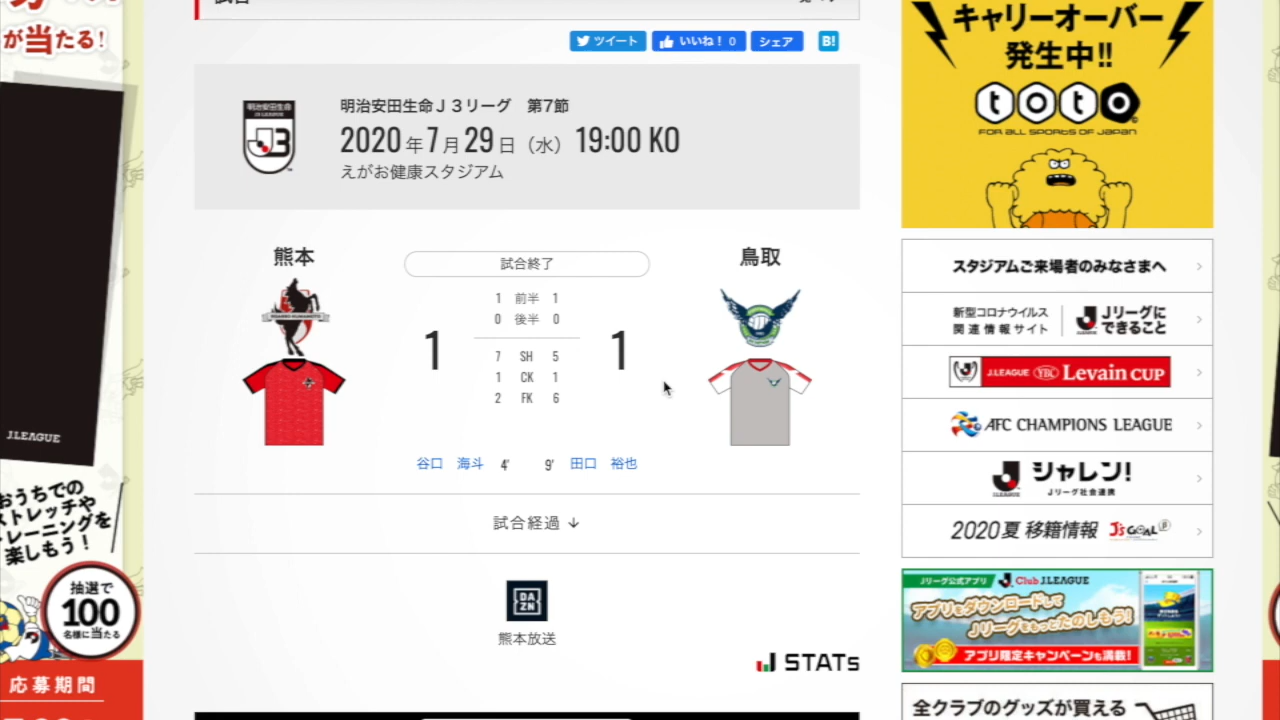 が当たる!
ツイート
いいね! 0
シェア
B!
明治安田生命
J.LEAGUE
J3
明治安田生命J3リーグ 第7節
2020年7月29日(水) 19:00 KO
えがお健康スタジアム
熊本
試合終了
鳥取
1 前半 1
0 後半 0
1
1
7 SH 5
1 CK 1
2 FK 6
谷口 海斗 4'
9' 田口 裕也
試合経過 ↓
DAZN
熊本放送
STATs
J.LEAGUE
おうちでの
ストレッチや
トレーニングを
楽しもう!
抽選で
100
名様に当たる
応募期間
キャリーオーバー
発生中!!
toto
FOR ALL SPORTS OF JAPAN
スタジアムご来場者のみなさまへ
新型コロナウイルス
関連情報サイト
Jリーグに
できること
J.LEAGUE YBC Levain CUP
AFC CHAMPIONS LEAGUE
J.LEAGUE
シャレン!
Jリーグ社会連携
2020夏 移籍情報 J's GOAL
Jリーグ公式アプリ Club J.LEAGUE
アプリをダウンロードして
Jリーグをもっとたのしもう!
アプリ限定キャンペーンも満載!
全クラブのグッズが買える